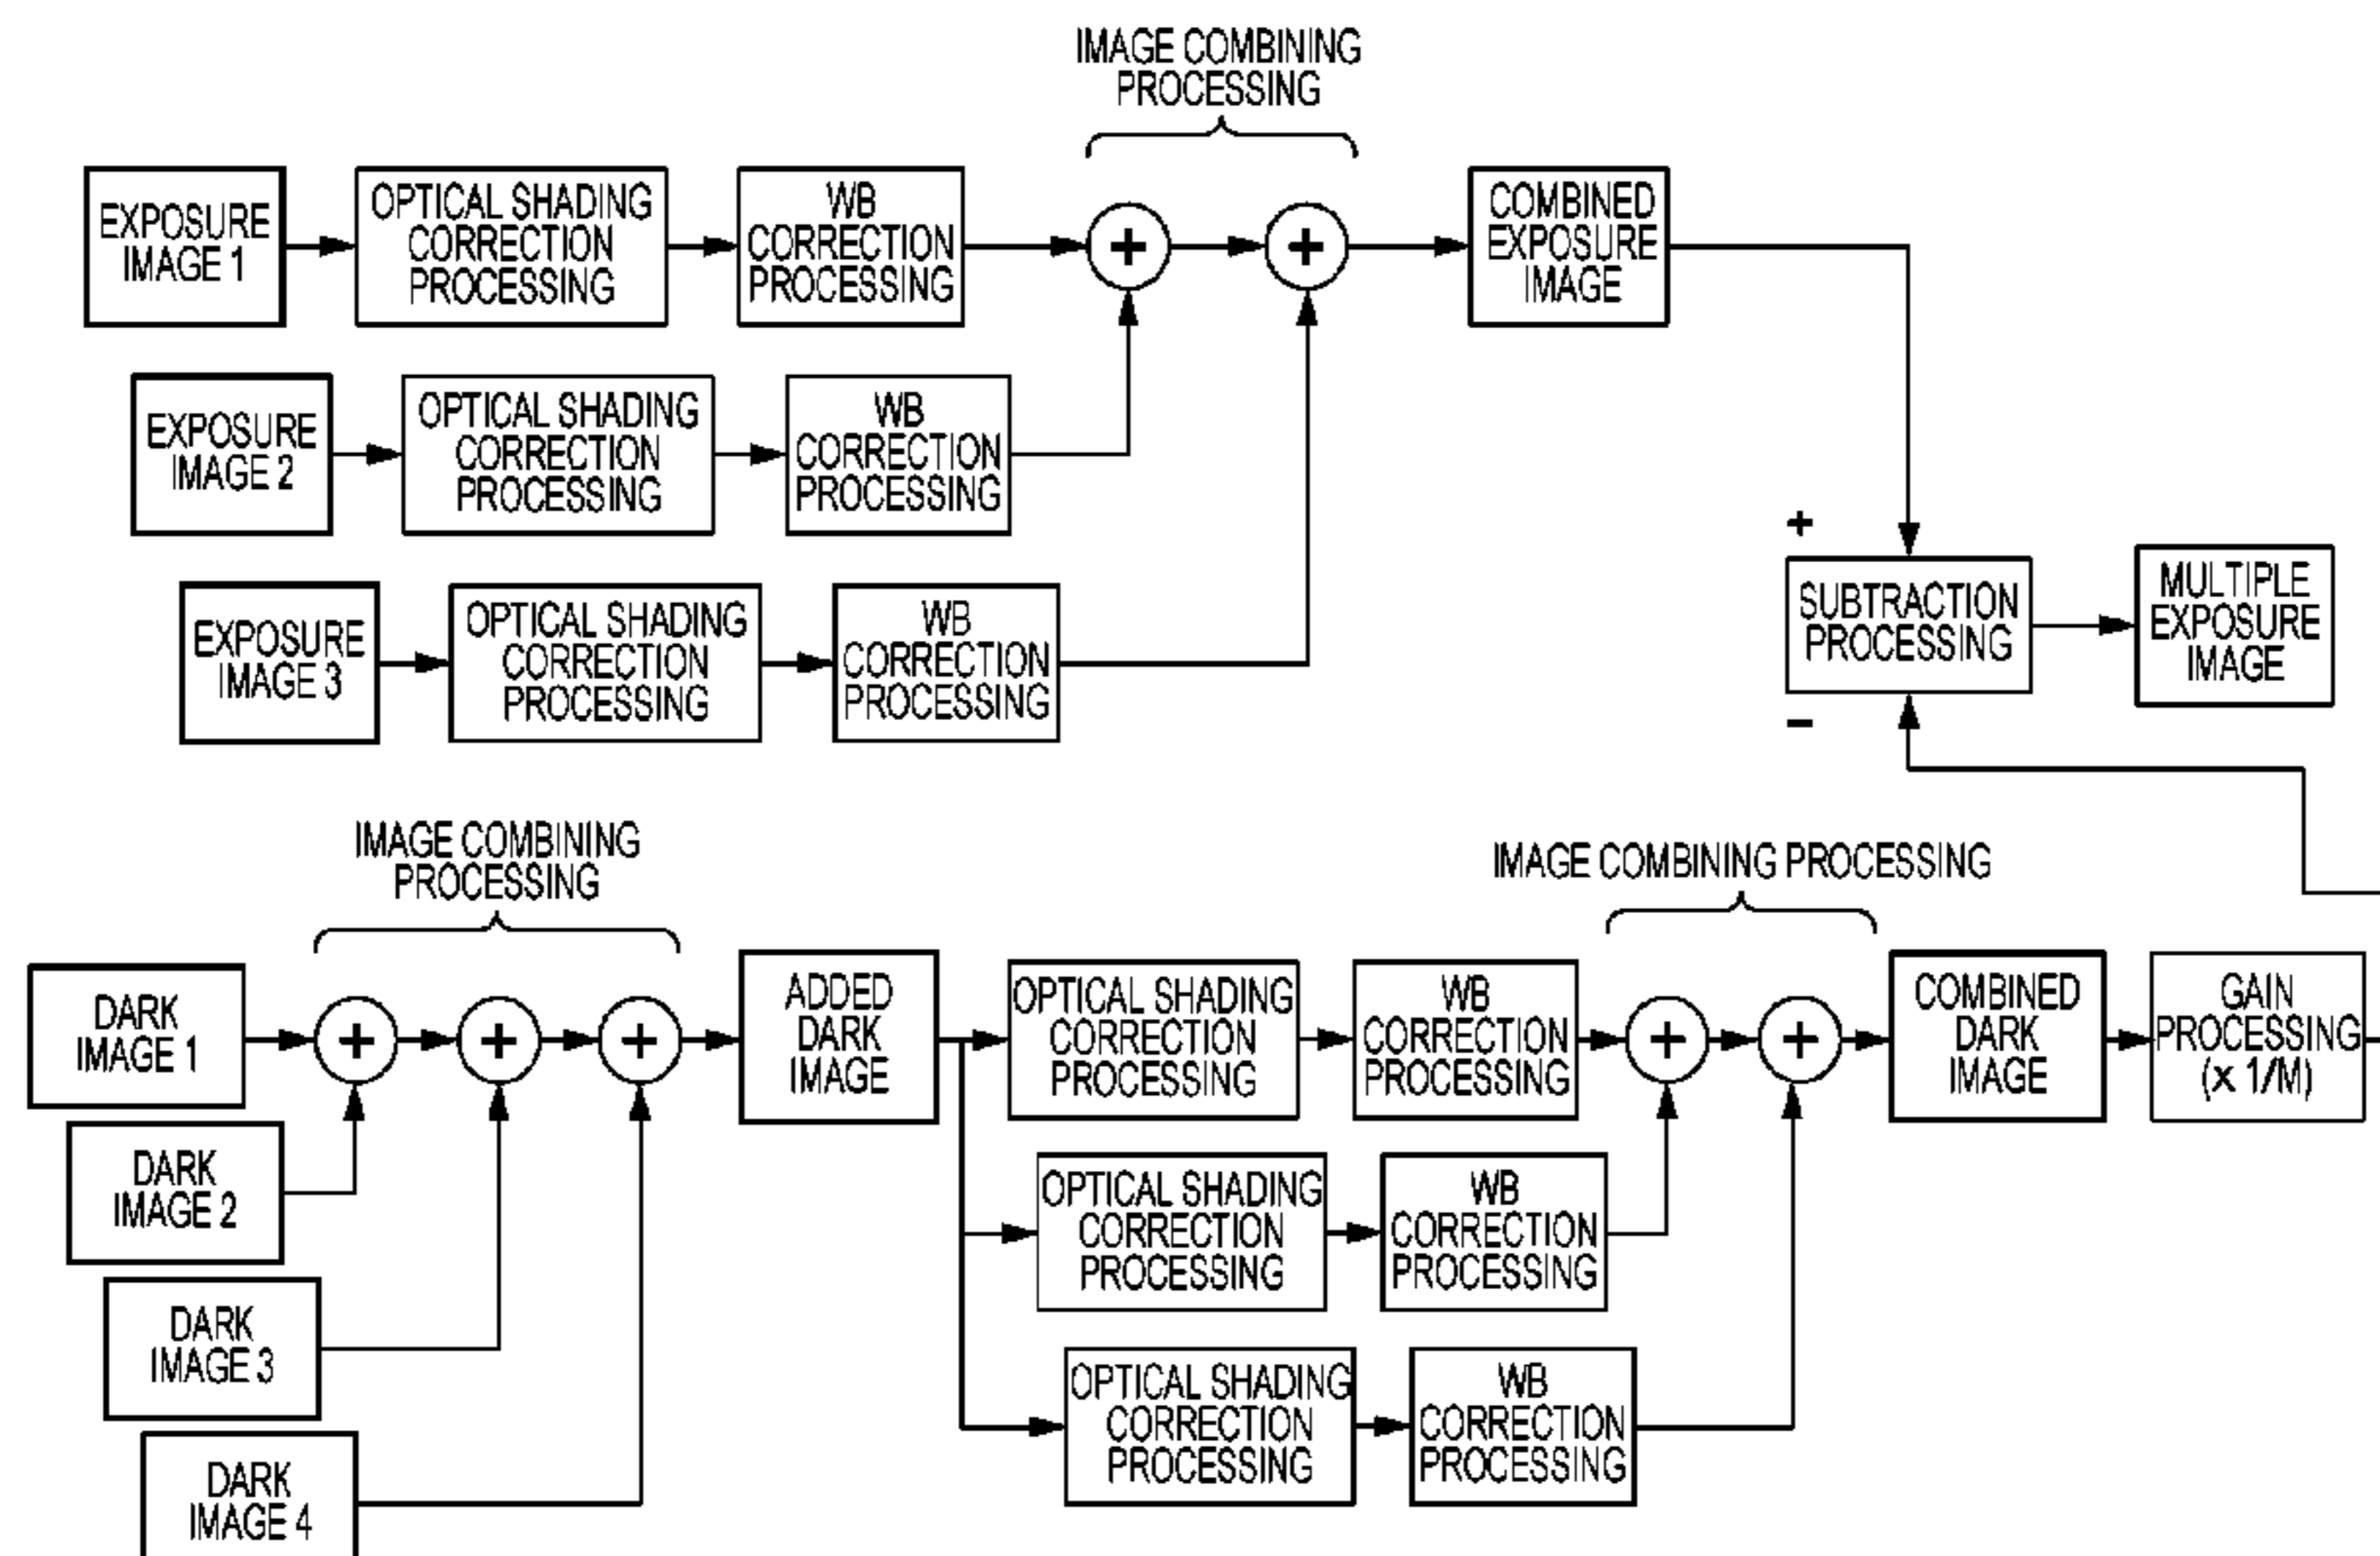 IMAGE COMBINING
PROCESSING
EXPOSURE
IMAGE 1
OPTICAL SHADING
CORRECTION
PROCESSING
WB
CORRECTION
PROCESSING
+
+
COMBINED
EXPOSURE
IMAGE
EXPOSURE
IMAGE 2
OPTICAL SHADING
CORRECTION
PROCESSING
WB
CORRECTION
PROCESSING
EXPOSURE
IMAGE 3
OPTICAL SHADING
CORRECTION
PROCESSING
WB
CORRECTION
PROCESSING
+
SUBTRACTION
PROCESSING
−
MULTIPLE
EXPOSURE
IMAGE
IMAGE COMBINING
PROCESSING
IMAGE COMBINING PROCESSING
DARK
IMAGE 1
+
+
+
ADDED
DARK
IMAGE
OPTICAL SHADING
CORRECTION
PROCESSING
WB
CORRECTION
PROCESSING
+
+
COMBINED
DARK
IMAGE
GAIN
PROCESSING
(x 1/M)
DARK
IMAGE 2
OPTICAL SHADING
CORRECTION
PROCESSING
WB
CORRECTION
PROCESSING
DARK
IMAGE 3
OPTICAL SHADING
CORRECTION
PROCESSING
WB
CORRECTION
PROCESSING
DARK
IMAGE 4